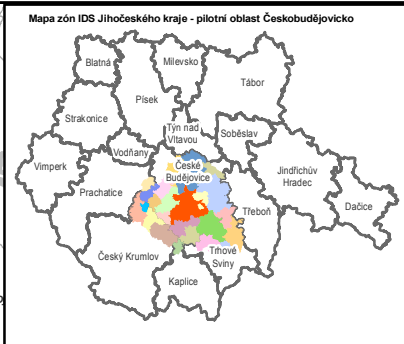 Mapa zón IDS Jihočeského kraje - pilotní oblast Českobudějovicko
Blatná
Milevsko
Tábor
Písek
Strakonice
Týn nad
Vltavou
Soběslav
Vodňany
Vimperk
České
Budějovice
Jindřichův
Hradec
Prachatice
Třeboň
Dačice
Český Krumlov
Trhové
Sviny
Kaplice